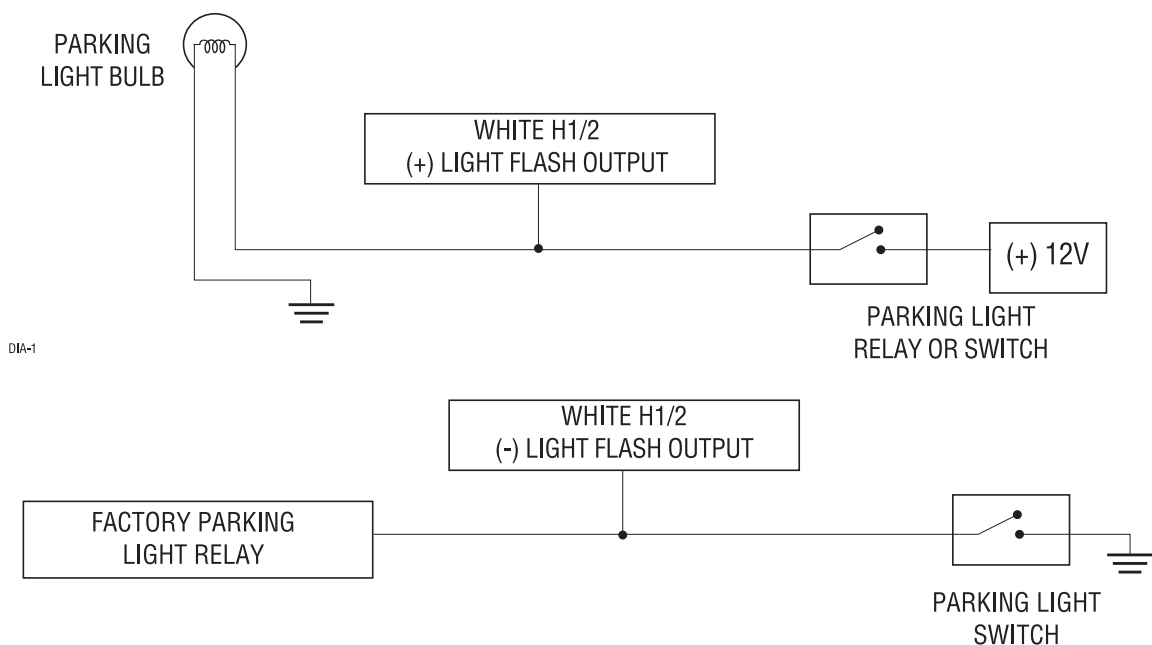 PARKING
LIGHT BULB
WHITE H1/2
(+) LIGHT FLASH OUTPUT
(+) 12V
PARKING LIGHT
RELAY OR SWITCH
DIA-1
WHITE H1/2
(-) LIGHT FLASH OUTPUT
FACTORY PARKING
LIGHT RELAY
PARKING LIGHT
SWITCH